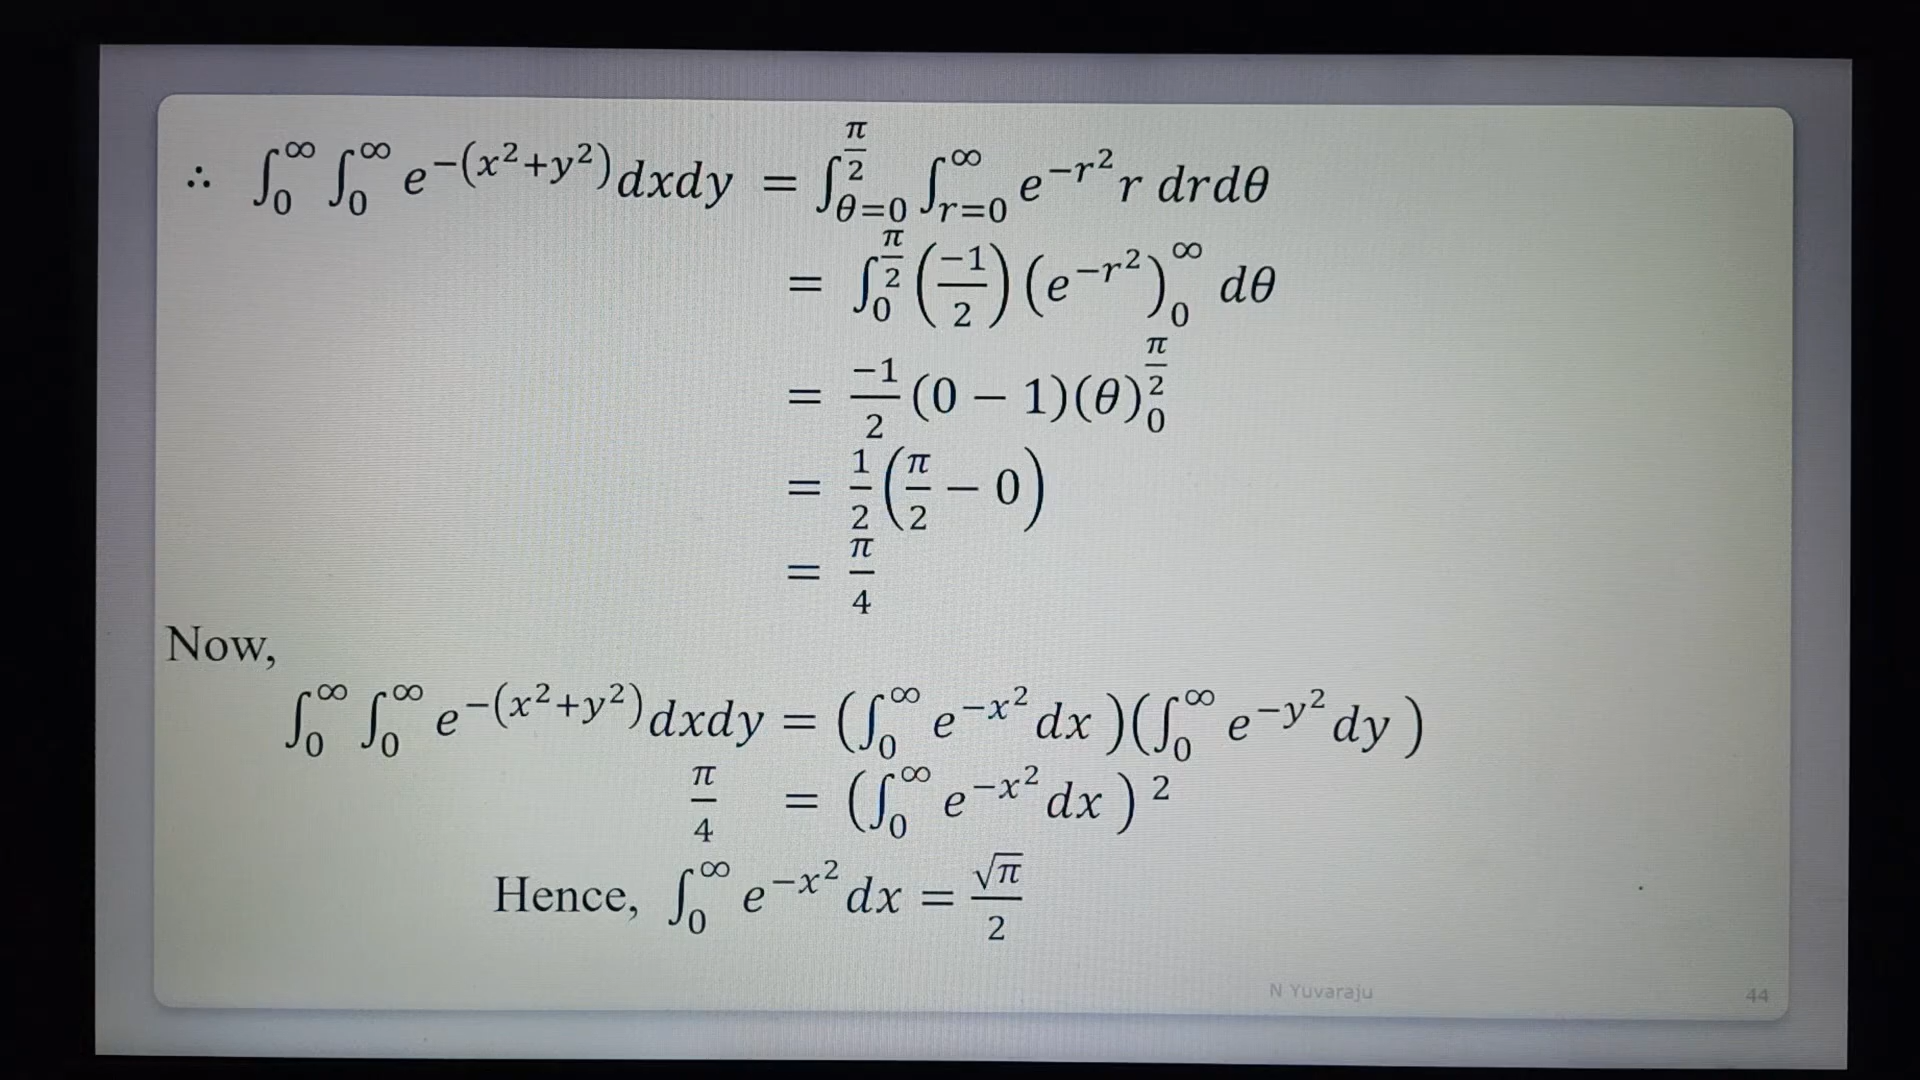 ∴ ∫₀^∞ ∫₀^∞ e^{−(x²+y²)} dxdy = ∫_{θ=0}^{π/2} ∫_{r=0}^∞ e^{−r²} r drdθ
= ∫₀^{π/2} (−1/2) (e^{−r²})₀^∞ dθ
= −1/2 (0 − 1)(θ)₀^{π/2}
= 1/2 (π/2 − 0)
= π/4
Now,
∫₀^∞ ∫₀^∞ e^{−(x²+y²)} dxdy = (∫₀^∞ e^{−x²} dx )(∫₀^∞ e^{−y²} dy )
π/4 = (∫₀^∞ e^{−x²} dx )²
Hence, ∫₀^∞ e^{−x²} dx = √π/2
N Yuvaraju 44